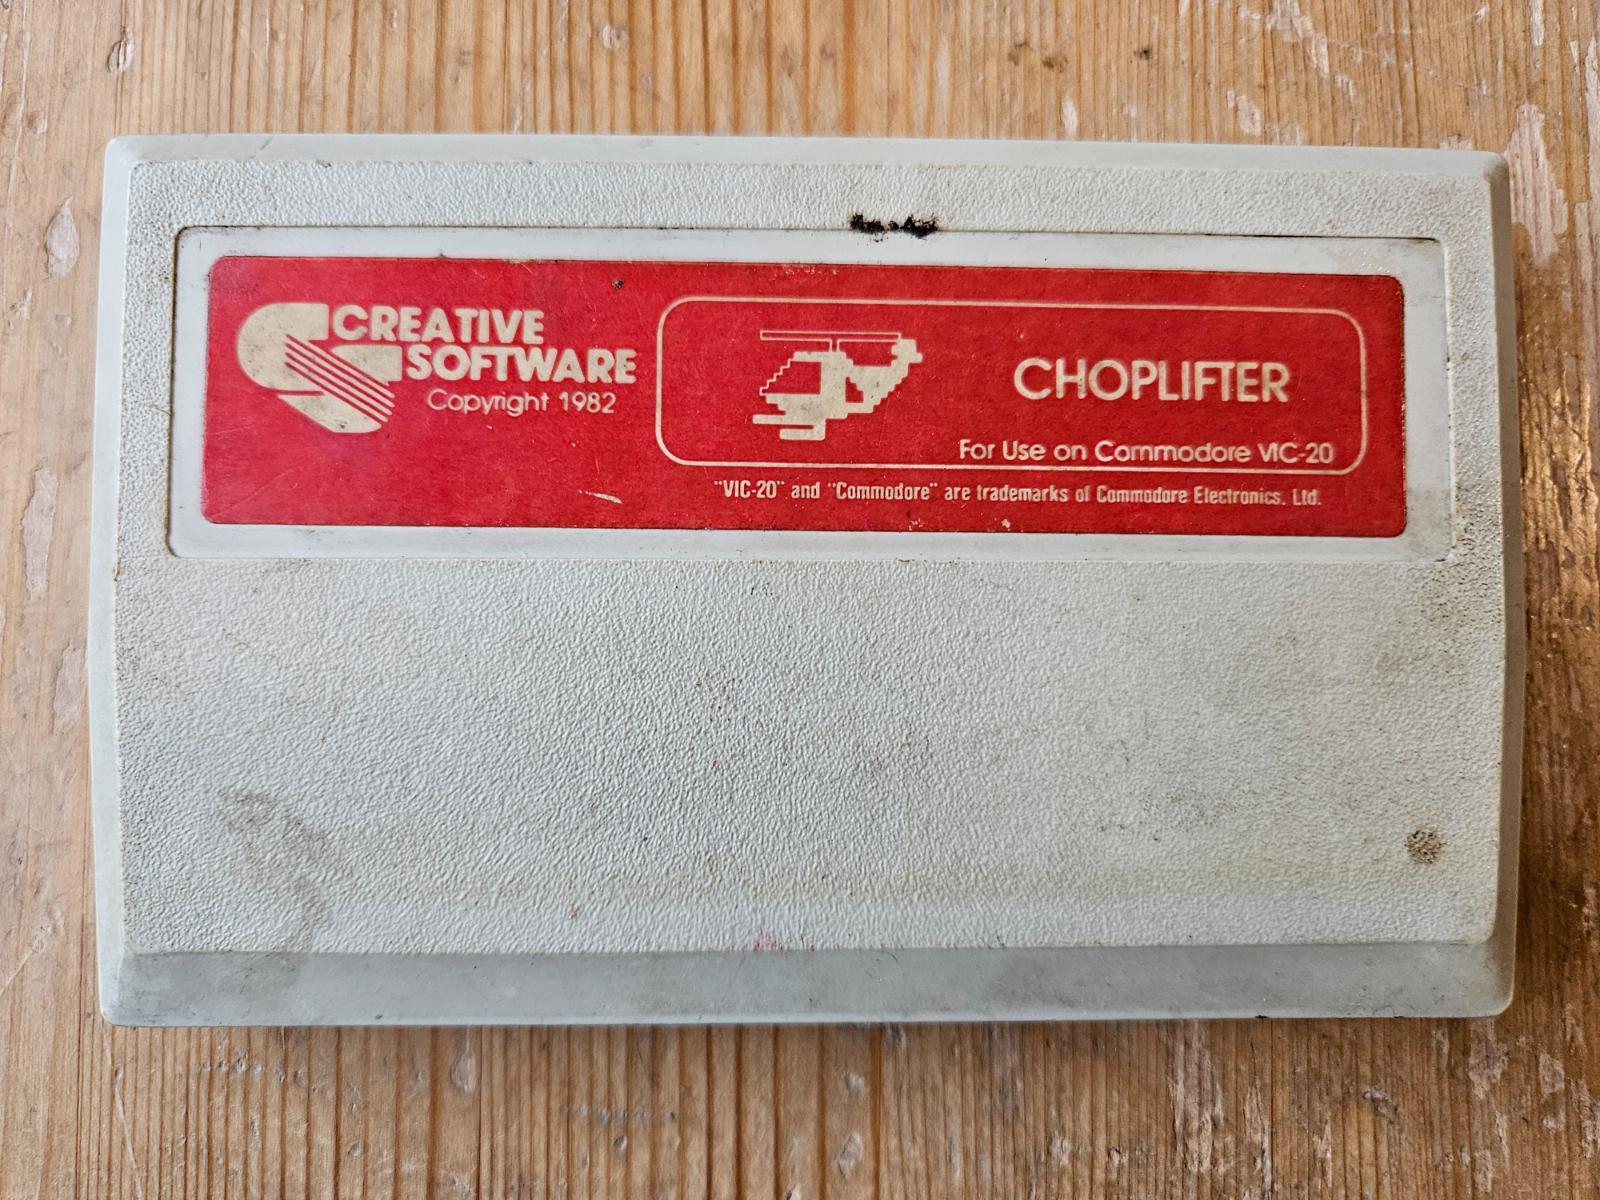 CREATIVE
SOFTWARE
Copyright 1982
CHOPLIFTER
For Use on Commodore VIC-20
"VIC-20" and "Commodore" are trademarks of Commodore Electronics. Ltd.